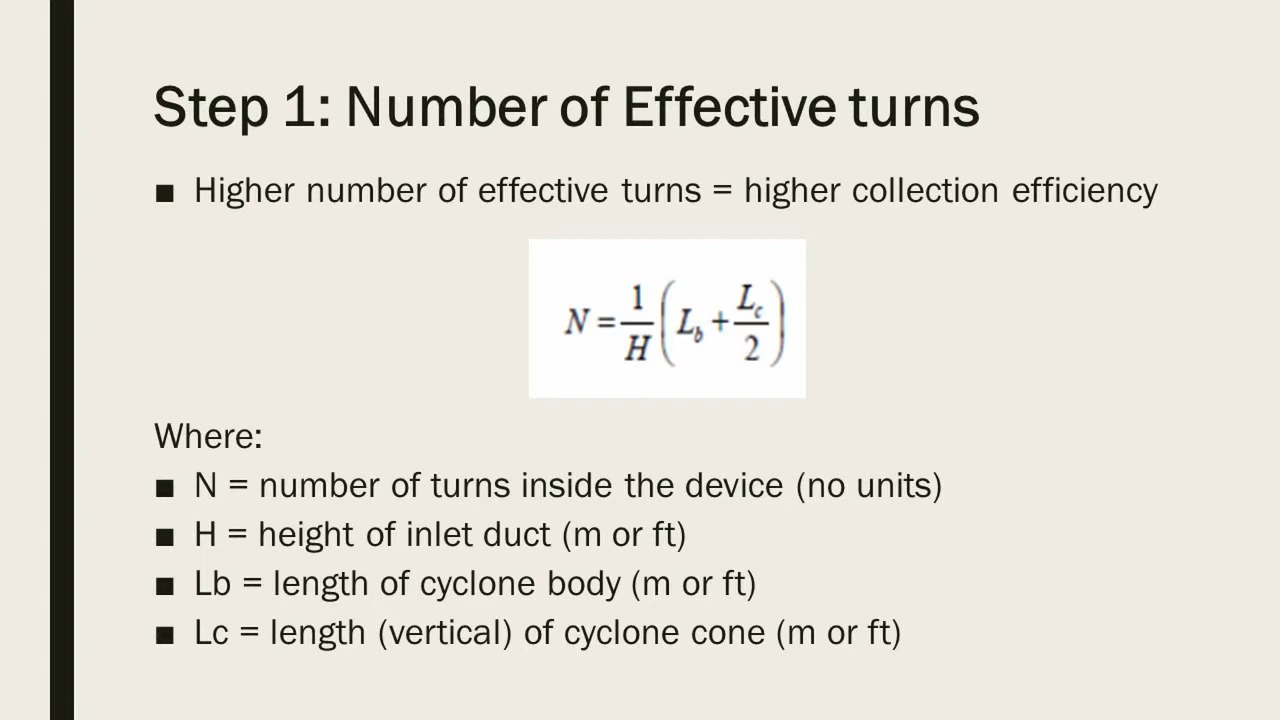 Step 1: Number of Effective turns
■ Higher number of effective turns = higher collection efficiency
N = 1/H (L_b + L_c/2)
Where:
■ N = number of turns inside the device (no units)
■ H = height of inlet duct (m or ft)
■ Lb = length of cyclone body (m or ft)
■ Lc = length (vertical) of cyclone cone (m or ft)